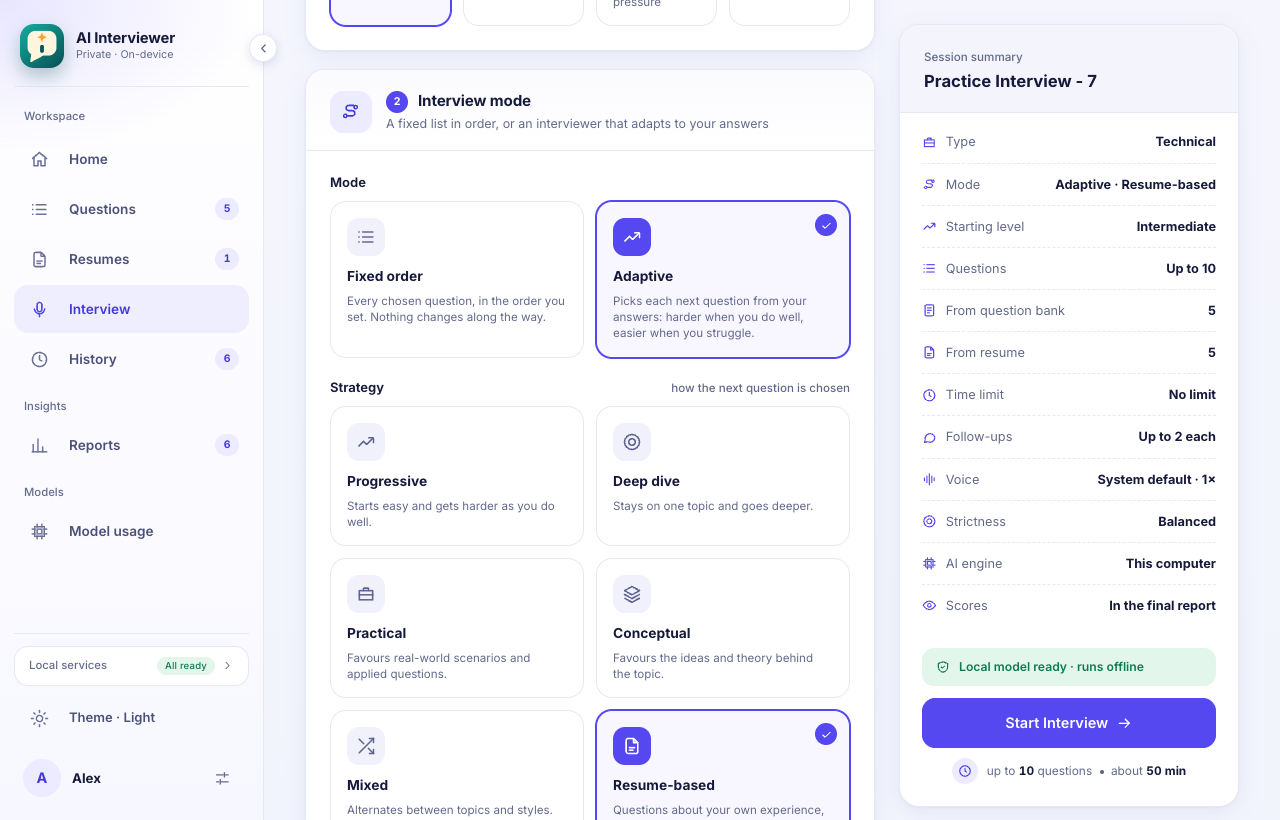 AI Interviewer
Private · On-device
Workspace
Home
Questions 5
Resumes 1
Interview
History 6
Insights
Reports 6
Models
Model usage
Local services All ready
Theme · Light
A Alex
pressure
2 Interview mode
A fixed list in order, or an interviewer that adapts to your answers
Mode
Fixed order
Every chosen question, in the order you
set. Nothing changes along the way.
Adaptive
Picks each next question from your
answers: harder when you do well,
easier when you struggle.
Strategy how the next question is chosen
Progressive
Starts easy and gets harder as you do
well.
Deep dive
Stays on one topic and goes deeper.
Practical
Favours real-world scenarios and
applied questions.
Conceptual
Favours the ideas and theory behind
the topic.
Mixed
Alternates between topics and styles.
Resume-based
Questions about your own experience,
Session summary
Practice Interview - 7
Type Technical
Mode Adaptive · Resume-based
Starting level Intermediate
Questions Up to 10
From question bank 5
From resume 5
Time limit No limit
Follow-ups Up to 2 each
Voice System default · 1×
Strictness Balanced
AI engine This computer
Scores In the final report
Local model ready · runs offline
Start Interview →
up to 10 questions • about 50 min